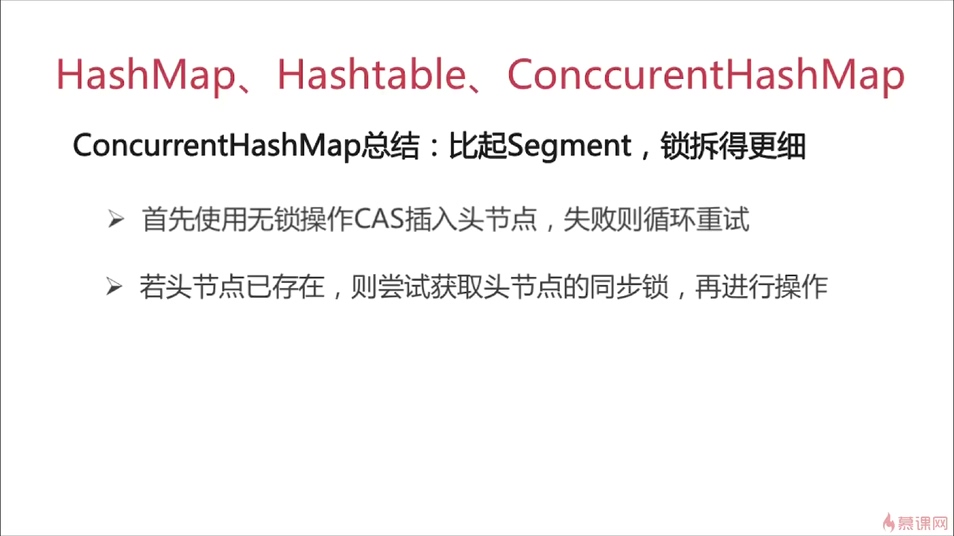 HashMap、Hashtable、ConccurentHashMap
ConcurrentHashMap总结：比起Segment，锁拆得更细
首先使用无锁操作CAS插入头节点，失败则循环重试
若头节点已存在，则尝试获取头节点的同步锁，再进行操作
慕课网